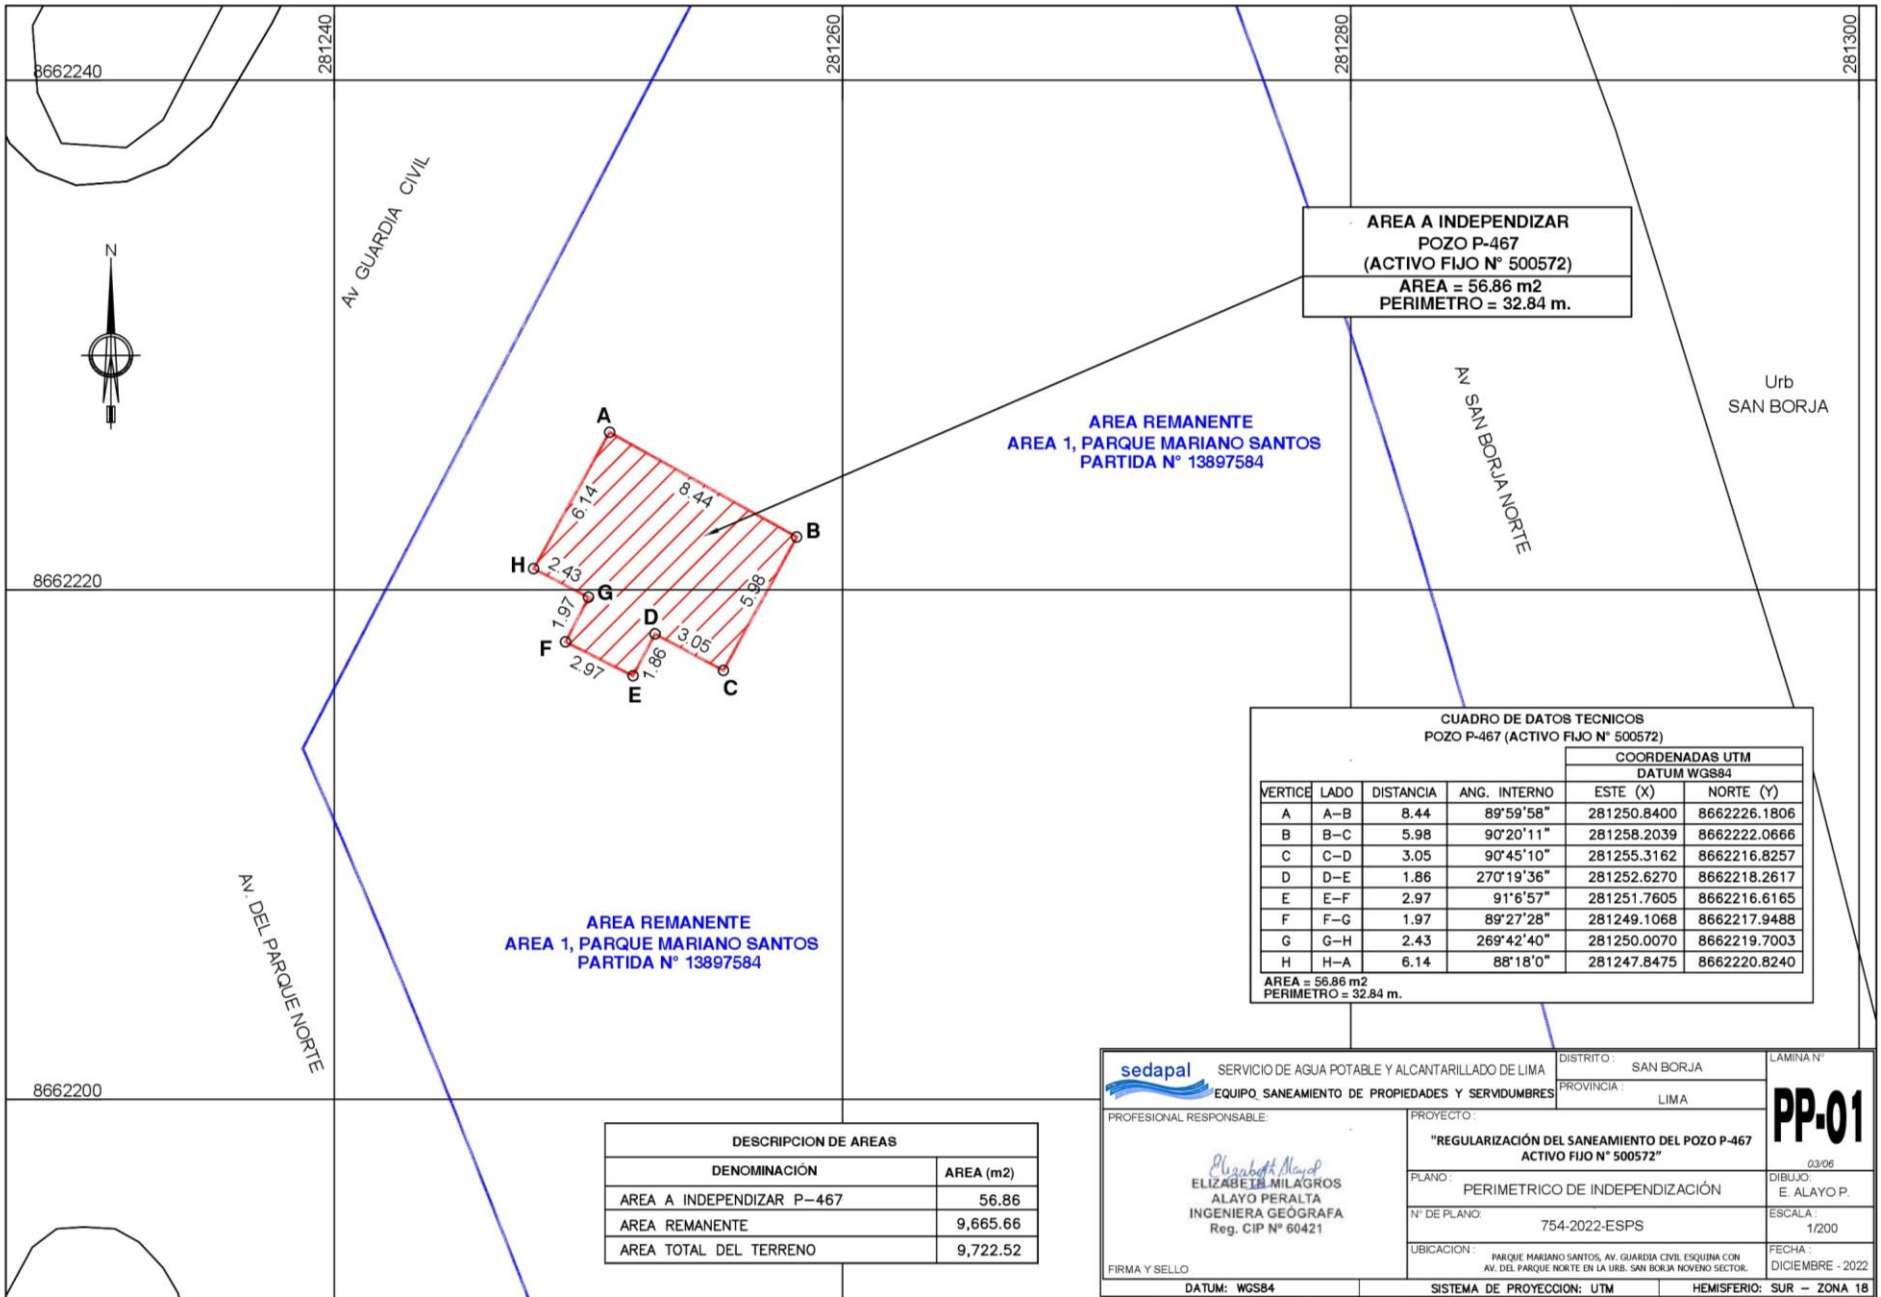 281240
281260
281280
281300
8662240
8662220
8662200
N
Av GUARDIA CIVIL
AV SAN BORJA NORTE
Urb
SAN BORJA
AV. DEL PARQUE NORTE
AREA A INDEPENDIZAR
POZO P-467
(ACTIVO FIJO N° 500572)
AREA = 56.86 m2
PERIMETRO = 32.84 m.
AREA REMANENTE
AREA 1, PARQUE MARIANO SANTOS
PARTIDA N° 13897584
A
8.44
B
6.14
5.98
H
2.43
G
1.97
D
3.05
F
2.97
1.86
E
C
AREA REMANENTE
AREA 1, PARQUE MARIANO SANTOS
PARTIDA N° 13897584
CUADRO DE DATOS TECNICOS
POZO P-467 (ACTIVO FIJO N° 500572)
COORDENADAS UTM
DATUM WGS84
VERTICE LADO DISTANCIA ANG. INTERNO ESTE (X) NORTE (Y)
A A-B 8.44 89°59'58" 281250.8400 8662226.1806
B B-C 5.98 90°20'11" 281258.2039 8662222.0666
C C-D 3.05 90°45'10" 281255.3162 8662216.8257
D D-E 1.86 270°19'36" 281252.6270 8662218.2617
E E-F 2.97 91°6'57" 281251.7605 8662216.6165
F F-G 1.97 89°27'28" 281249.1068 8662217.9488
G G-H 2.43 269°42'40" 281250.0070 8662219.7003
H H-A 6.14 88°18'0" 281247.8475 8662220.8240
AREA = 56.86 m2
PERIMETRO = 32.84 m.
DESCRIPCION DE AREAS
DENOMINACIÓN AREA (m2)
AREA A INDEPENDIZAR P-467 56.86
AREA REMANENTE 9,665.66
AREA TOTAL DEL TERRENO 9,722.52
sedapal
SERVICIO DE AGUA POTABLE Y ALCANTARILLADO DE LIMA
EQUIPO SANEAMIENTO DE PROPIEDADES Y SERVIDUMBRES
DISTRITO : SAN BORJA
PROVINCIA : LIMA
LAMINA N°
PP-01
03/06
PROFESIONAL RESPONSABLE:
Elizabeth Alayo P
ELIZABETH MILAGROS
ALAYO PERALTA
INGENIERA GEÓGRAFA
Reg. CIP N° 60421
FIRMA Y SELLO
PROYECTO :
"REGULARIZACIÓN DEL SANEAMIENTO DEL POZO P-467
ACTIVO FIJO N° 500572"
PLANO : PERIMETRICO DE INDEPENDIZACIÓN
DIBUJO:
E. ALAYO P.
N° DE PLANO: 754-2022-ESPS
ESCALA :
1/200
UBICACION : PARQUE MARIANO SANTOS, AV. GUARDIA CIVIL ESQUINA CON
AV. DEL PARQUE NORTE EN LA URB. SAN BORJA NOVENO SECTOR.
FECHA :
DICIEMBRE - 2022
DATUM: WGS84
SISTEMA DE PROYECCION: UTM
HEMISFERIO: SUR - ZONA 18